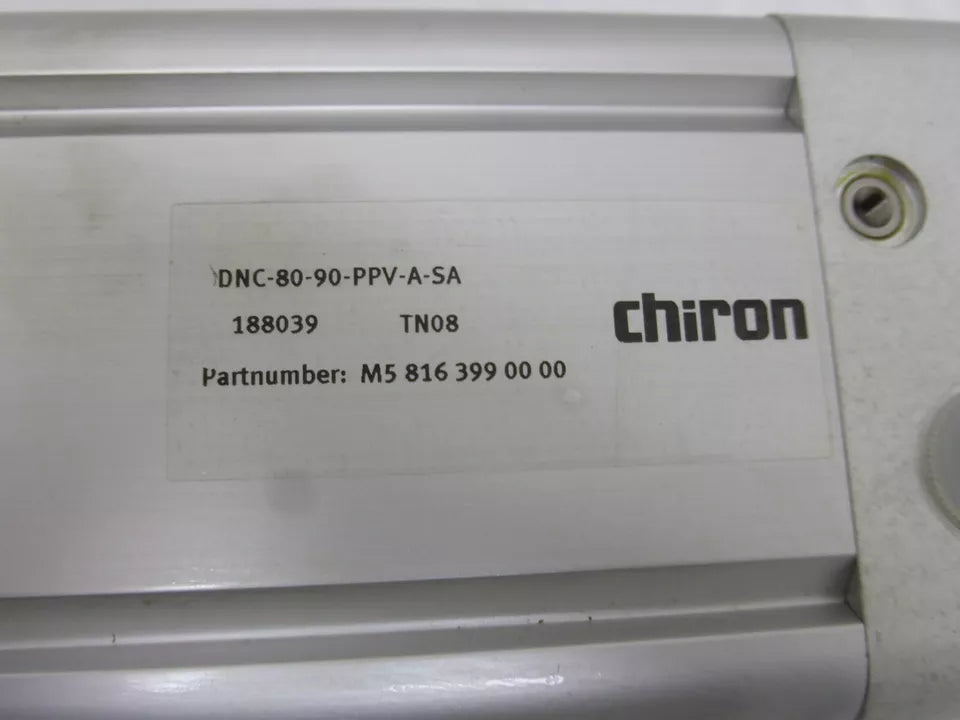 DNC-80-90-PPV-A-SA
188039 TN08
chiron
Partnumber: M5 816 399 00 00